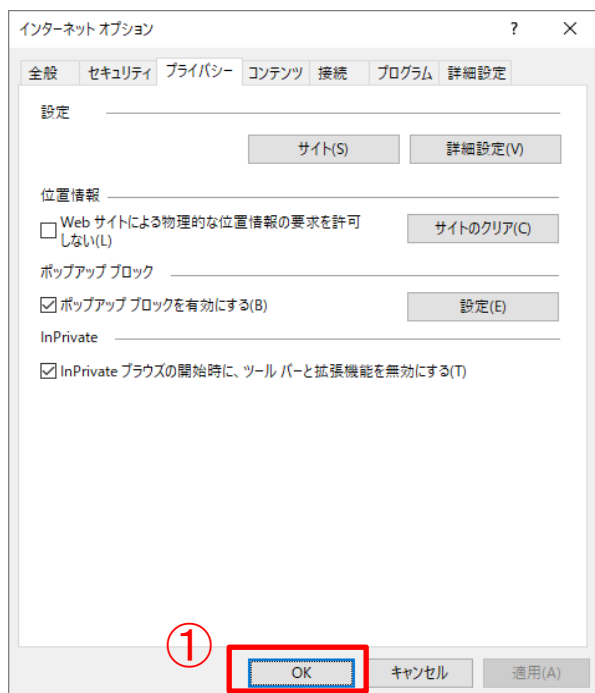 インターネット オプション ? ×
全般 セキュリティ プライバシー コンテンツ 接続 プログラム 詳細設定
設定
サイト(S) 詳細設定(V)
位置情報
Web サイトによる物理的な位置情報の要求を許可
しない(L)
サイトのクリア(C)
ポップアップ ブロック
ポップアップ ブロックを有効にする(B) 設定(E)
InPrivate
InPrivate ブラウズの開始時に、ツール バーと拡張機能を無効にする(T)
①
OK キャンセル 適用(A)